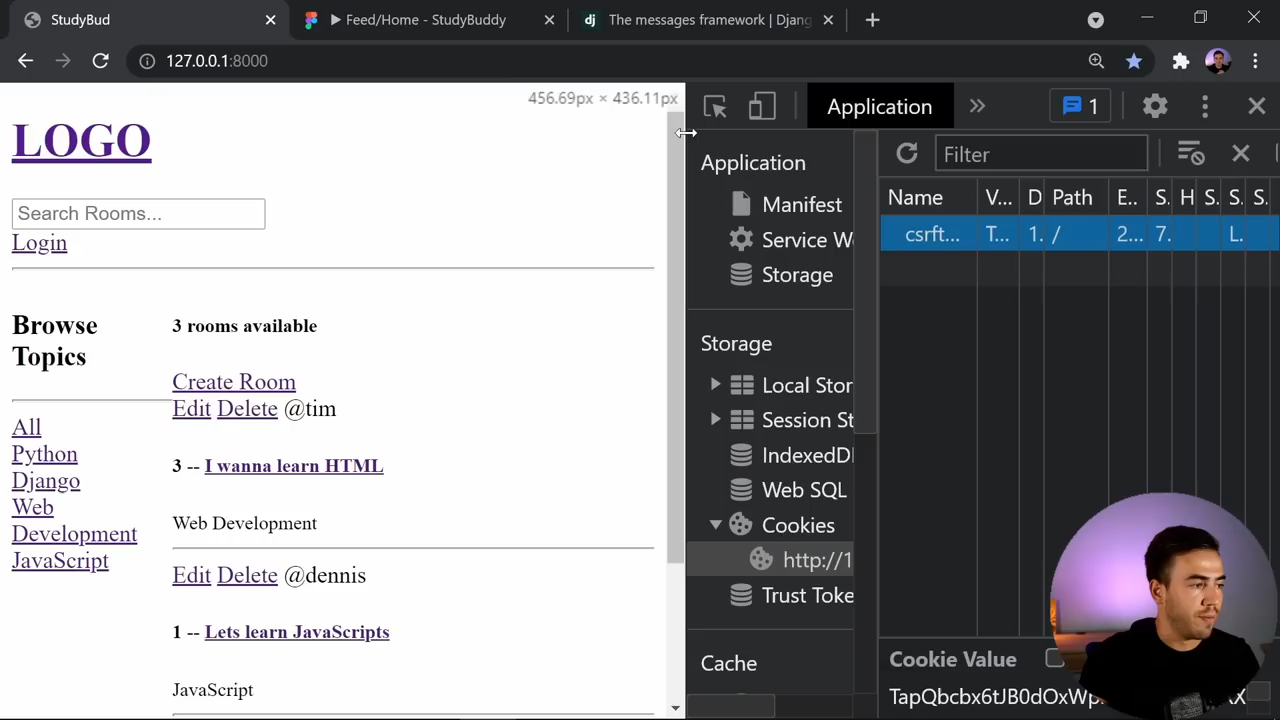 StudyBud
Feed/Home - StudyBuddy
The messages framework | Djang
127.0.0.1:8000
456.69px × 436.11px
LOGO
Search Rooms...
Login
Browse
Topics
All
Python
Django
Web
Development
JavaScript
3 rooms available
Create Room
Edit Delete @tim
3 -- I wanna learn HTML
Web Development
Edit Delete @dennis
1 -- Lets learn JavaScripts
JavaScript
Application
1
Application
Manifest
Service W
Storage
Storage
Local Stor
Session St
IndexedD
Web SQL
Cookies
http://1
Trust Toke
Cache
Filter
Name V... D Path E.. S. H S. S. S.
csrft... T... 1. / 2... 7. L.
Cookie Value